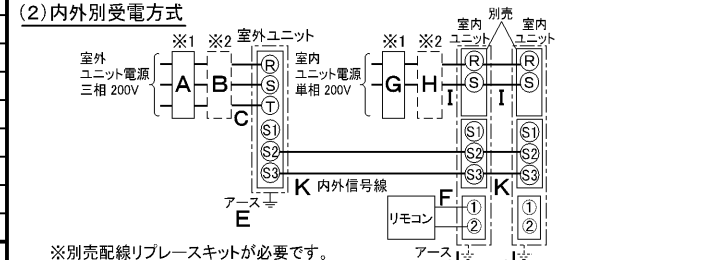 (2)内外別受電方式
※1 ※2 室外ユニット
室外
ユニット電源
三相 200V
A B C
R
S
T
S1
S2
S3
アース
E
※1 ※2
室内
ユニット電源
単相 200V
G H I I
別売
室内
ユニット
室内
ユニット
R R
S S
S1 S1
S2 S2
S3 S3
K 内外信号線
K
F
リモコン
① ①
② ②
アース
※別売配線リプレースキットが必要です。